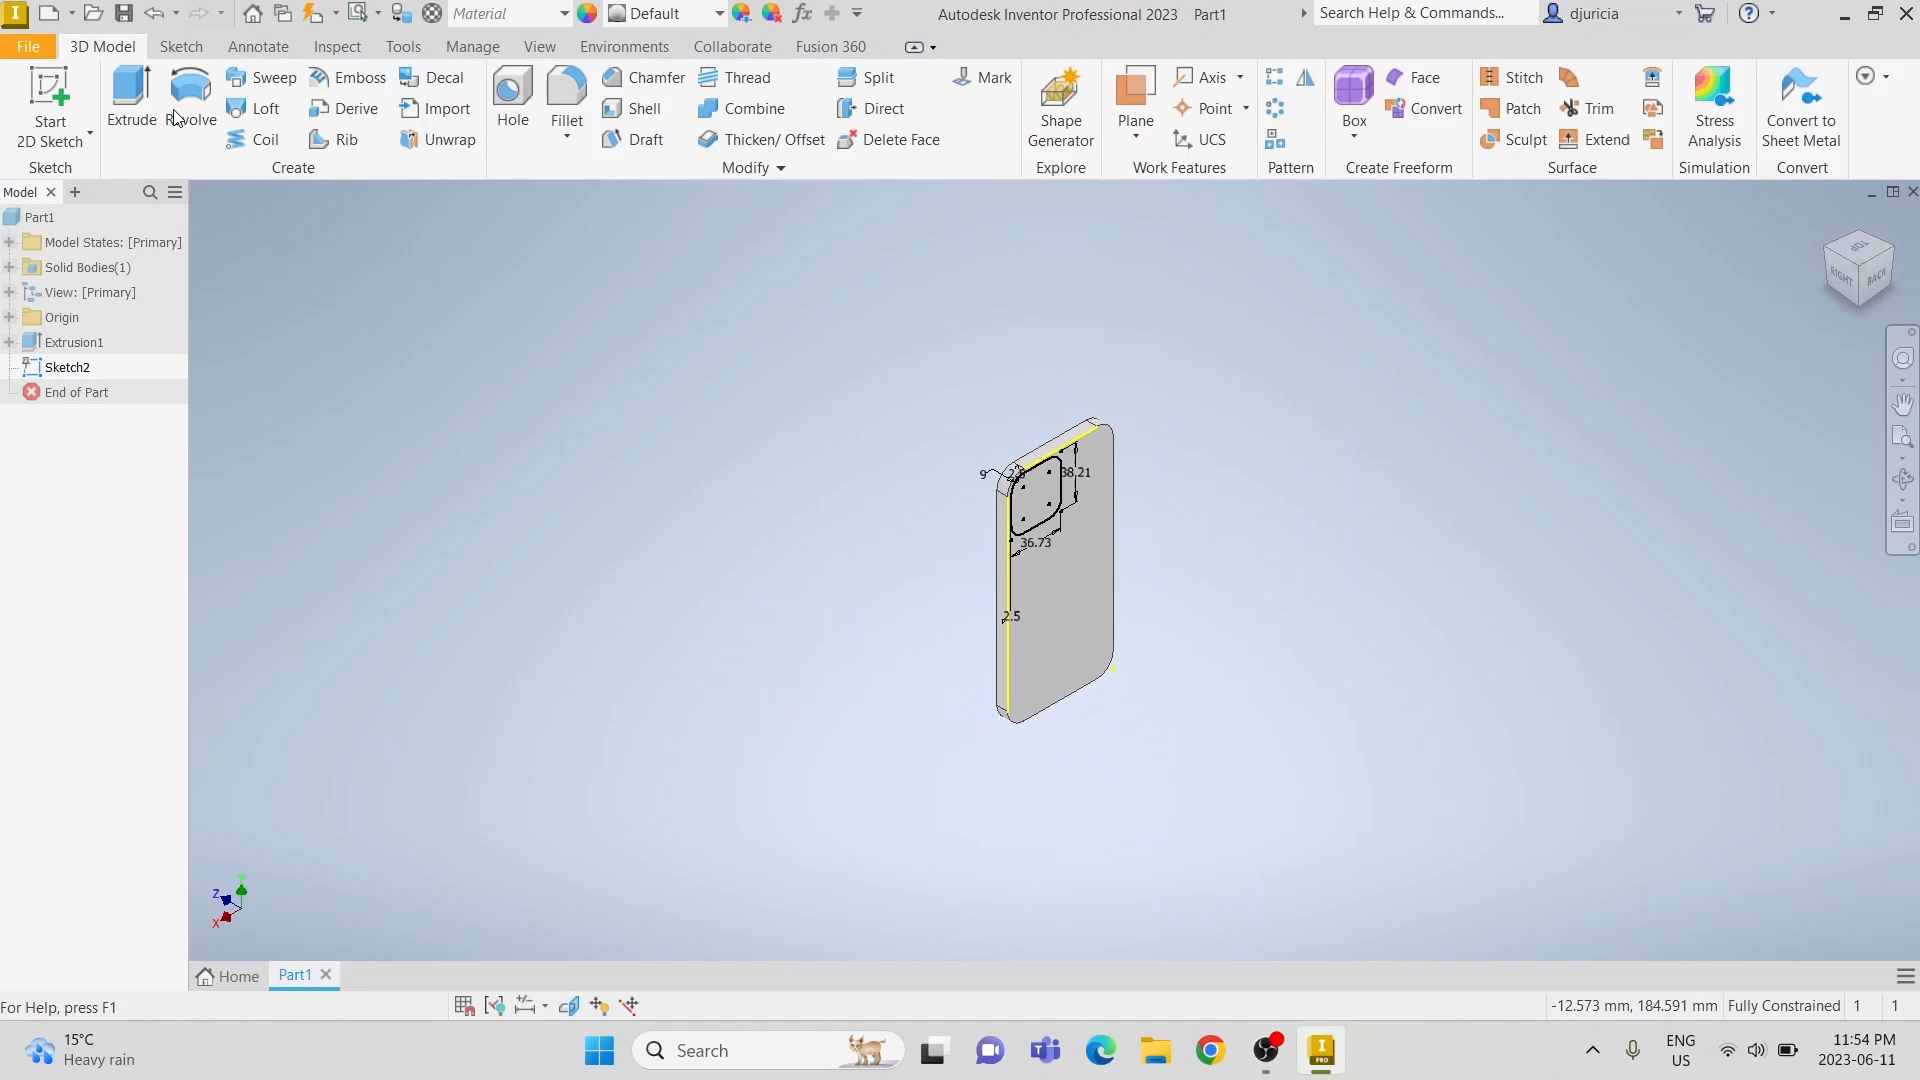 Material
Default
Autodesk Inventor Professional 2023 Part1
Search Help & Commands...
djuricia
File 3D Model Sketch Annotate Inspect Tools Manage View Environments Collaborate Fusion 360
Start
2D Sketch
Sketch
Extrude
Revolve
Sweep
Loft
Coil
Emboss
Derive
Rib
Decal
Import
Unwrap
Create
Hole
Fillet
Chamfer
Shell
Draft
Thread
Combine
Thicken/ Offset
Split
Direct
Delete Face
Mark
Modify
Shape
Generator
Explore
Plane
Axis
Point
UCS
Work Features
Pattern
Box
Face
Convert
Create Freeform
Stitch
Patch
Sculpt
Trim
Extend
Surface
Stress
Analysis
Simulation
Convert to
Sheet Metal
Convert
Model
Part1
Model States: [Primary]
Solid Bodies(1)
View: [Primary]
Origin
Extrusion1
Sketch2
End of Part
TOP
RIGHT
BACK
9
38.21
36.73
2.5
Y
Z
X
Home
Part1
For Help, press F1
-12.573 mm, 184.591 mm Fully Constrained 1 1
15°C
Heavy rain
Search
PRO
ENG
US
11:54 PM
2023-06-11